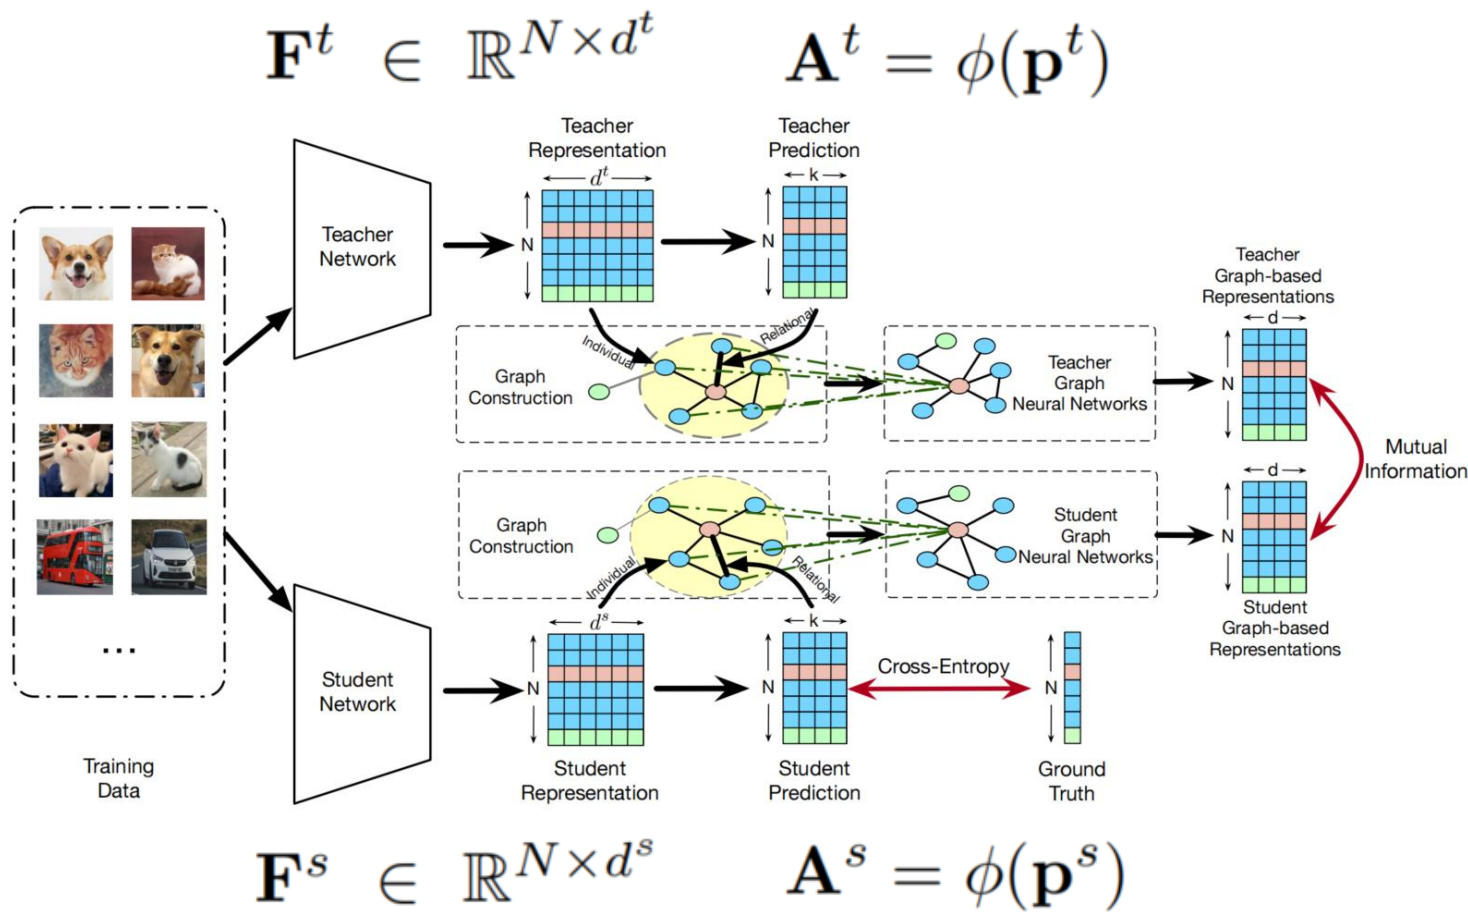 F^t ∈ ℝ^{N×d^t}
A^t = φ(p^t)
Teacher
Representation
d^t
N
Teacher
Prediction
k
N
Teacher
Network
Individual
Relational
Graph
Construction
Teacher
Graph
Neural Networks
Teacher
Graph-based
Representations
d
N
Mutual
Information
Graph
Construction
Individual
Relational
Student
Graph
Neural Networks
d
N
Student
Graph-based
Representations
...
Training
Data
Student
Network
d^s
N
Student
Representation
k
N
Student
Prediction
Cross-Entropy
N
Ground
Truth
F^s ∈ ℝ^{N×d^s}
A^s = φ(p^s)